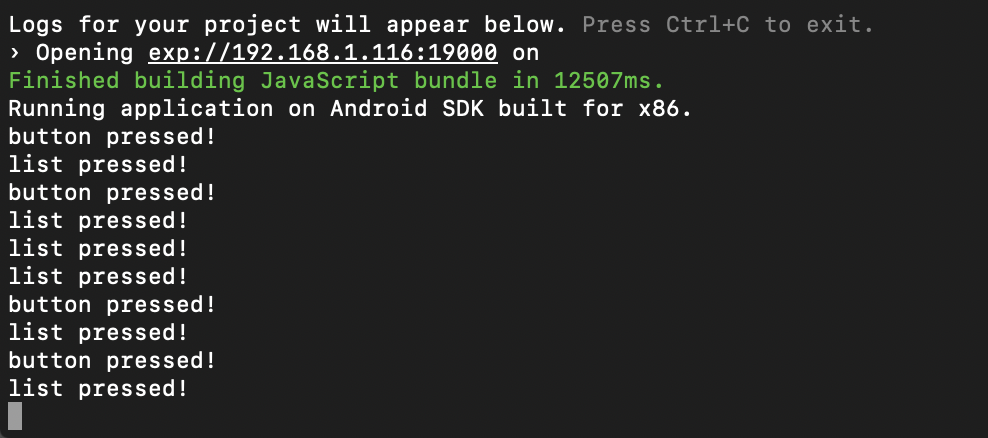 Logs for your project will appear below. Press Ctrl+C to exit.
› Opening exp://192.168.1.116:19000 on
Finished building JavaScript bundle in 12507ms.
Running application on Android SDK built for x86.
button pressed!
list pressed!
button pressed!
list pressed!
list pressed!
list pressed!
button pressed!
list pressed!
button pressed!
list pressed!